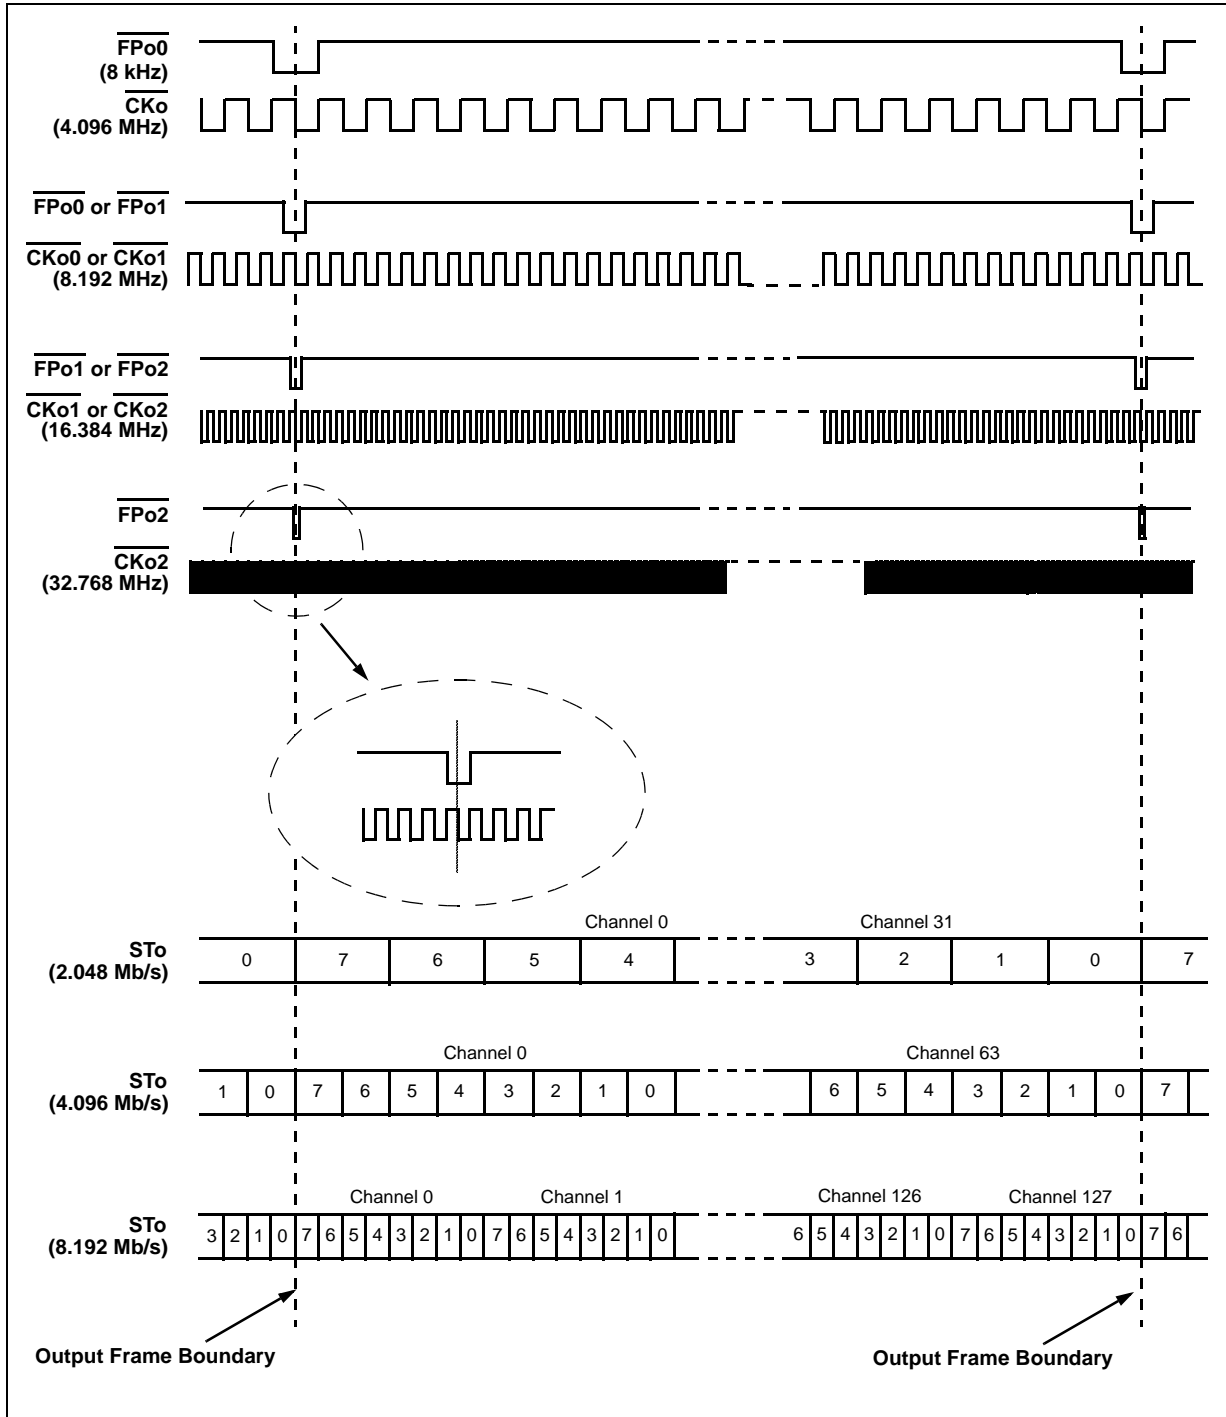 FPo0
(8 kHz)
CKo
(4.096 MHz)
FPo0 or FPo1
CKo0 or CKo1
(8.192 MHz)
FPo1 or FPo2
CKo1 or CKo2
(16.384 MHz)
FPo2
CKo2
(32.768 MHz)
Channel 0 Channel 31
STo
(2.048 Mb/s)
0 7 6 5 4 3 2 1 0 7
Channel 0 Channel 63
STo
(4.096 Mb/s)
1 0 7 6 5 4 3 2 1 0 6 5 4 3 2 1 0 7
Channel 0 Channel 1 Channel 126 Channel 127
STo
(8.192 Mb/s)
3 2 1 0 7 6 5 4 3 2 1 0 7 6 5 4 3 2 1 0 6 5 4 3 2 1 0 7 6 5 4 3 2 1 0 7 6
Output Frame Boundary
Output Frame Boundary